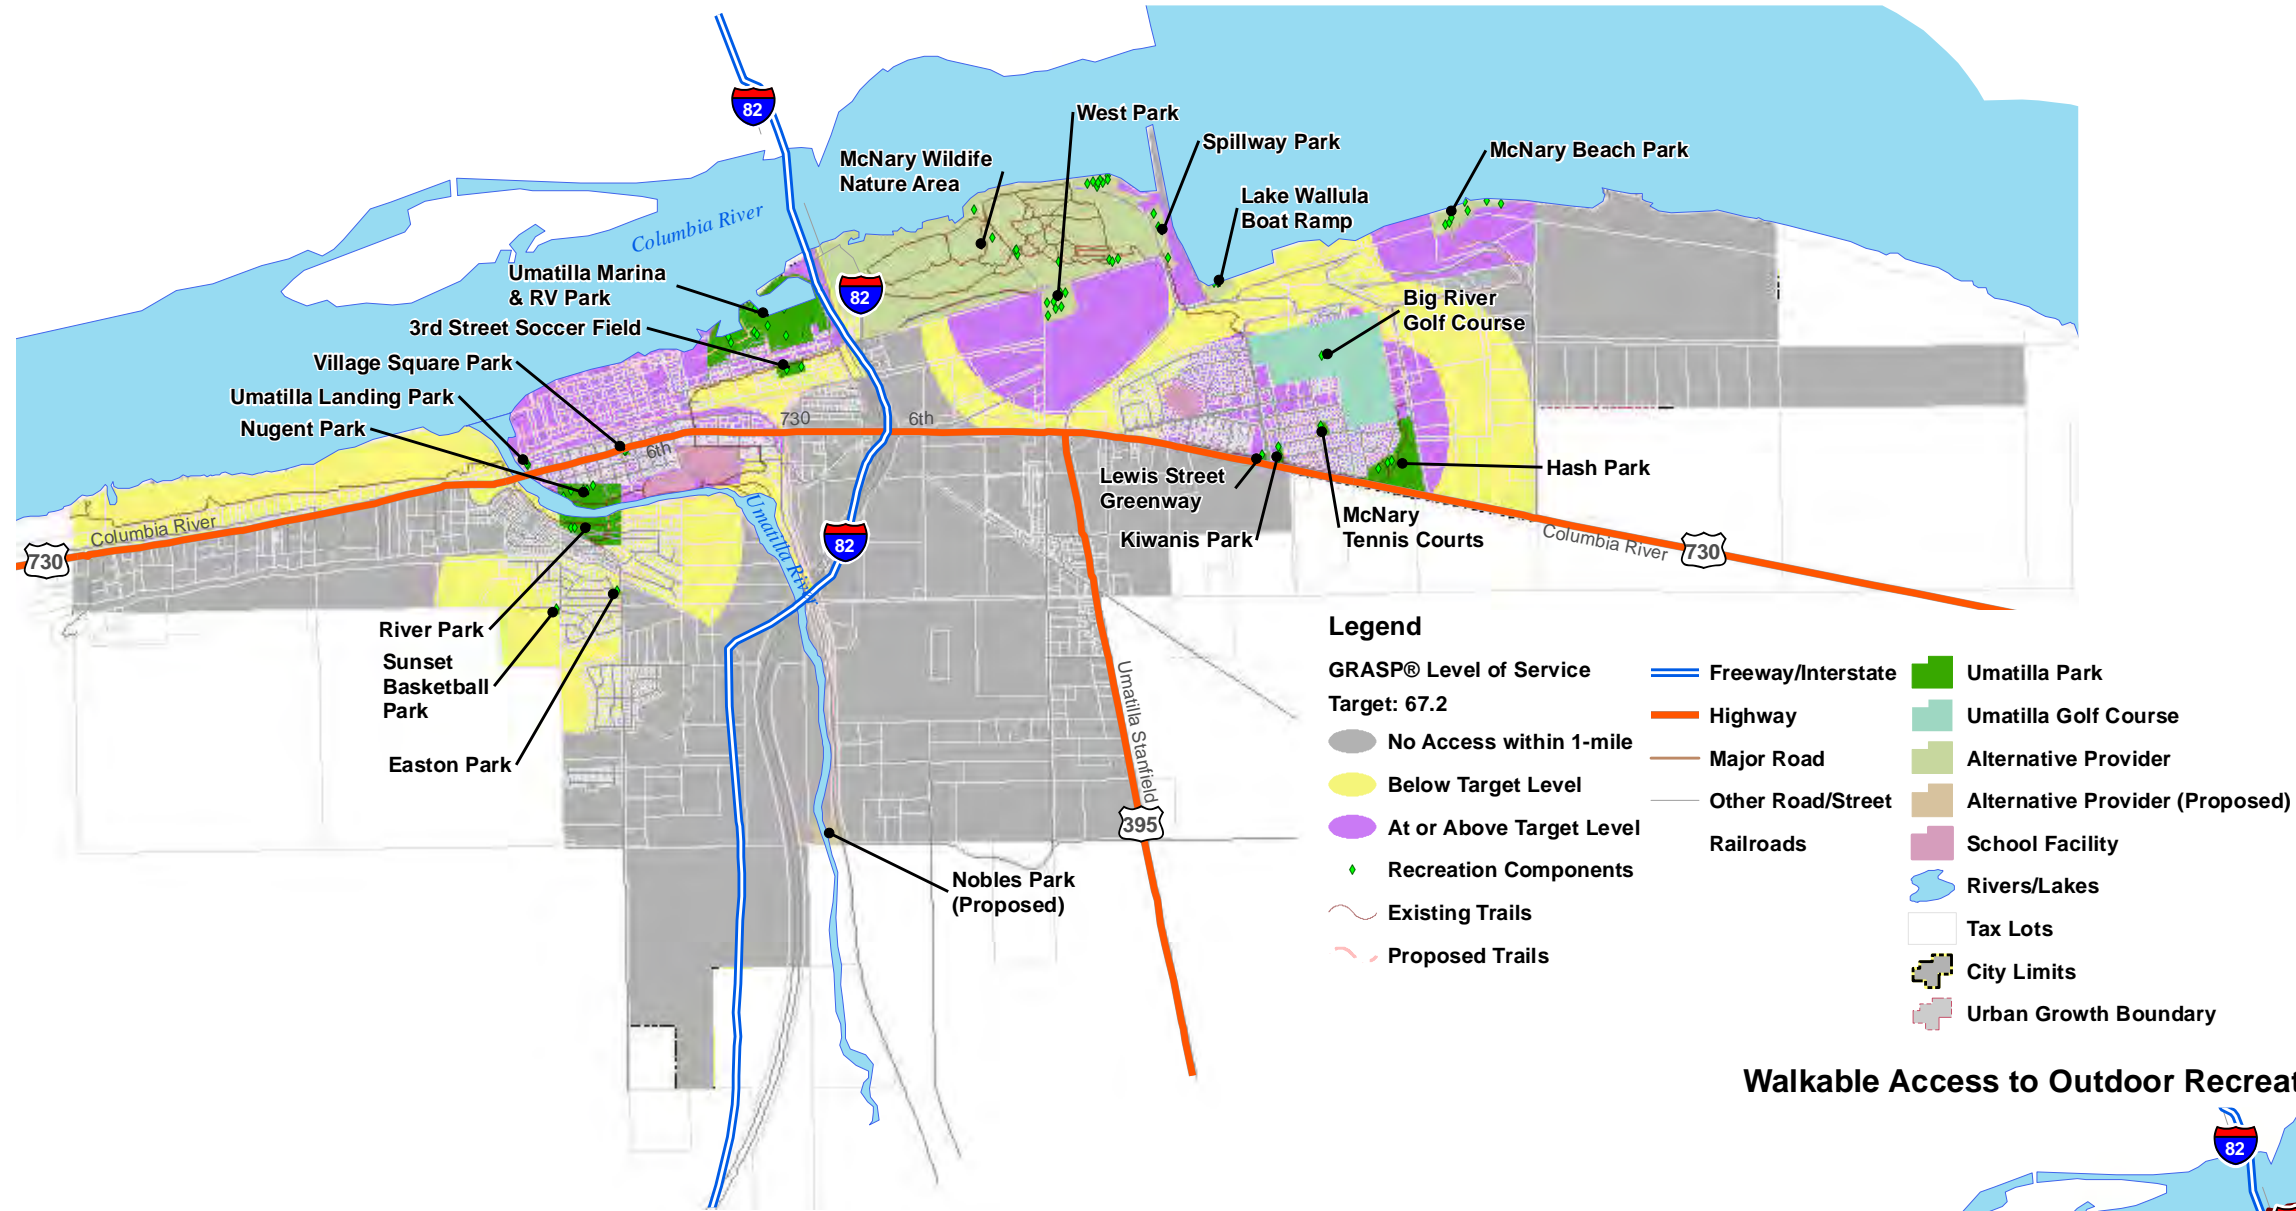 82
West Park
Spillway Park
McNary Beach Park
McNary Wildife
Nature Area
Lake Wallula
Boat Ramp
Columbia River
Umatilla Marina
& RV Park
82
Big River
Golf Course
3rd Street Soccer Field
Village Square Park
Umatilla Landing Park
Nugent Park
730
6th
6th
Lewis Street
Greenway
Hash Park
Kiwanis Park
McNary
Tennis Courts
Columbia River
730
Columbia River
730
Umatilla River
82
River Park
Sunset
Basketball
Park
Easton Park
Umatilla Stanfield
395
Nobles Park
(Proposed)
Legend
GRASP® Level of Service
Target: 67.2
No Access within 1-mile
Below Target Level
At or Above Target Level
Recreation Components
Existing Trails
Proposed Trails
Freeway/Interstate
Highway
Major Road
Other Road/Street
Railroads
Umatilla Park
Umatilla Golf Course
Alternative Provider
Alternative Provider (Proposed)
School Facility
Rivers/Lakes
Tax Lots
City Limits
Urban Growth Boundary
Walkable Access to Outdoor Recreat
82